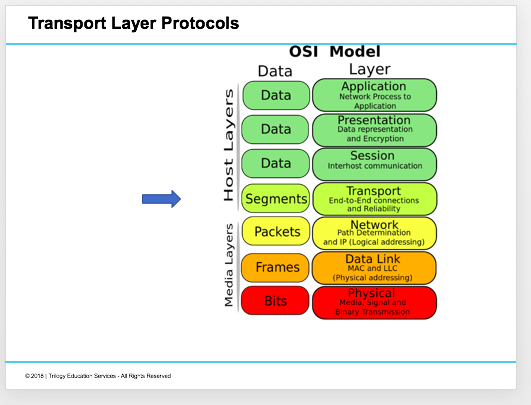 Transport Layer Protocols
OSI Model
Data
Layer
Host Layers
Data
Application
Network Process to
Application
Data
Presentation
Data representation
and Encryption
Data
Session
Interhost communication
Segments
Transport
End-to-End connections
and Reliability
Media Layers
Packets
Network
Path Determination
and IP (Logical addressing)
Frames
Data Link
MAC and LLC
(Physical addressing)
Bits
Physical
Media, Signal and
Binary Transmission
© 2018 | Trilogy Education Services - All Rights Reserved